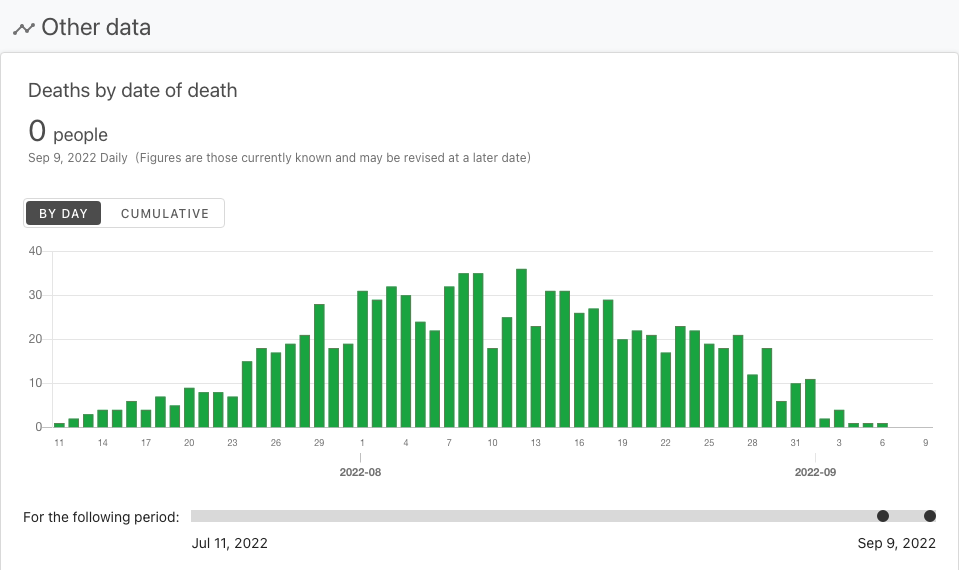 Other data
Deaths by date of death
0 people
Sep 9, 2022 Daily (Figures are those currently known and may be revised at a later date)
BY DAY CUMULATIVE
40
30
20
10
0
11 14 17 20 23 26 29 1 4 7 10 13 16 19 22 25 28 31 3 6 9
2022-08 2022-09
For the following period:
Jul 11, 2022 Sep 9, 2022